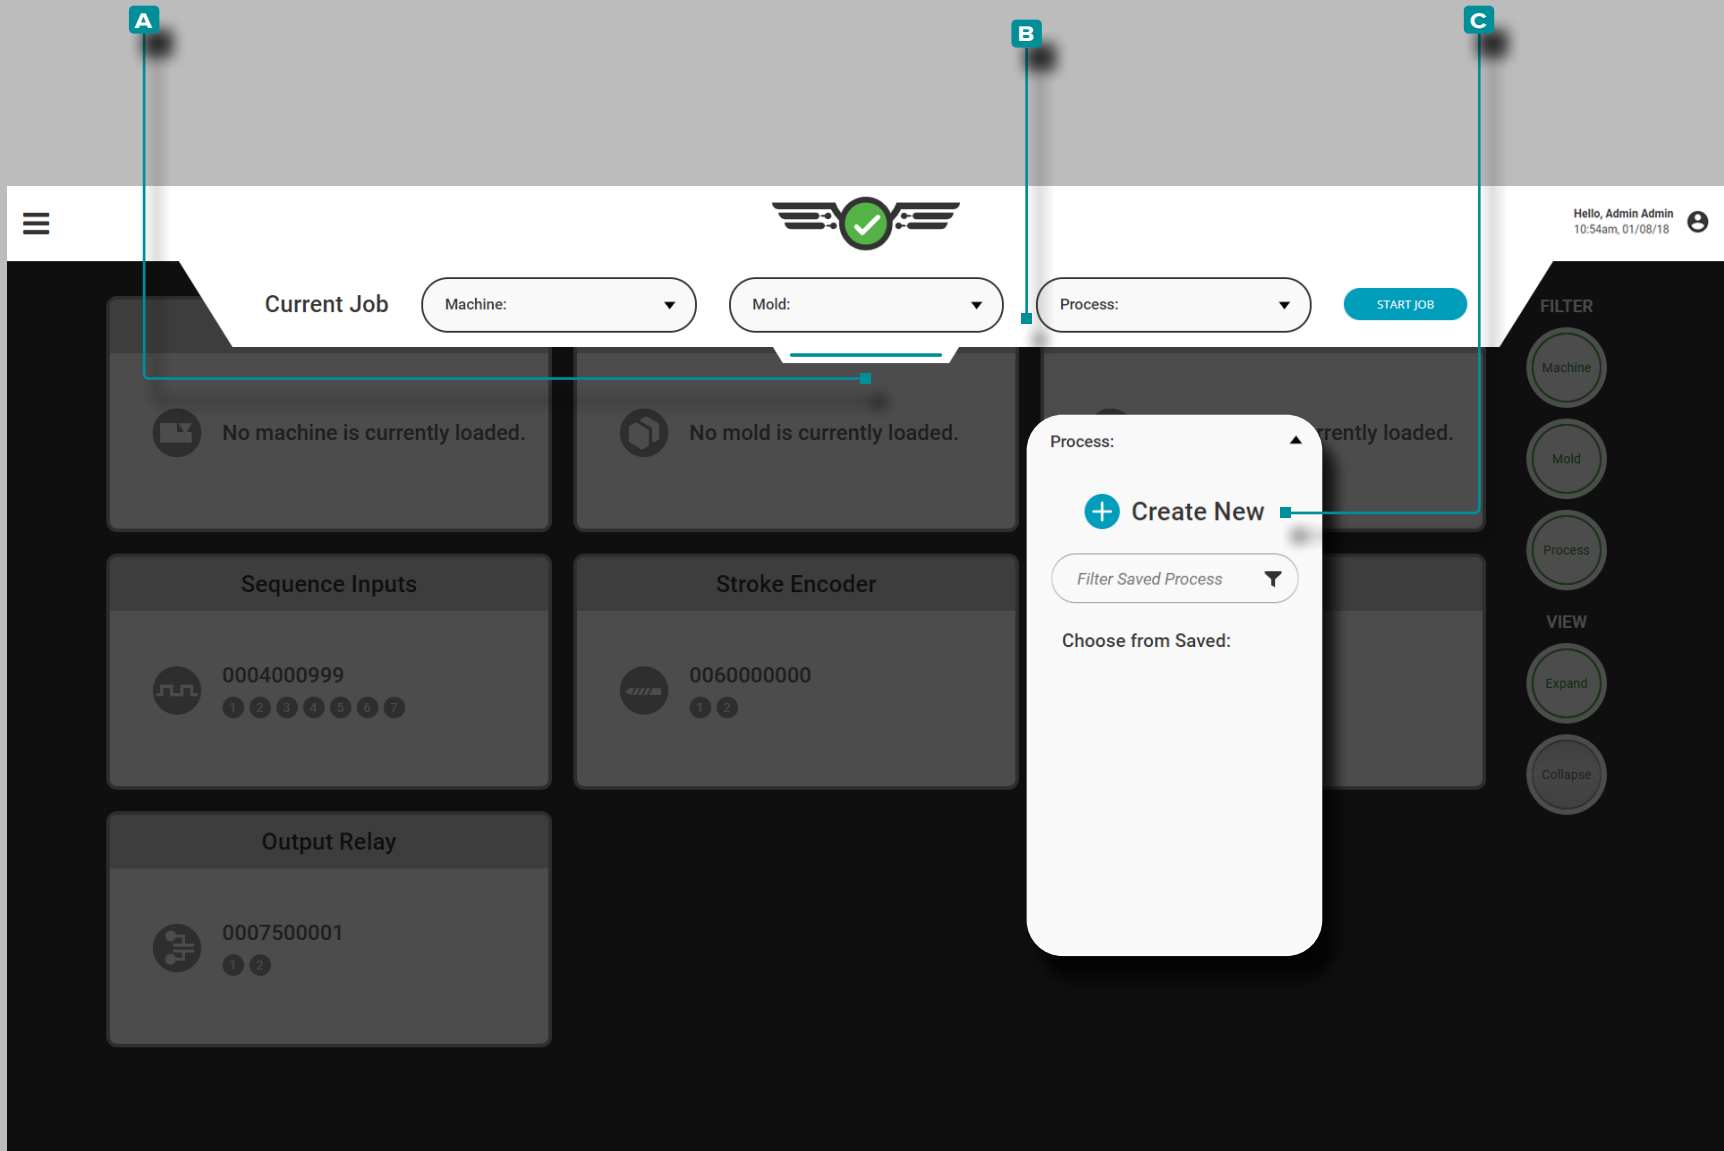 A
B
C
Hello, Admin Admin
10:54am, 01/08/18
Current Job
Machine:
Mold:
Process:
START JOB
FILTER
Machine
Mold
Process
VIEW
Expand
Collapse
No machine is currently loaded.
No mold is currently loaded.
rently loaded.
Process:
Create New
Filter Saved Process
Choose from Saved:
Sequence Inputs
0004000999
1 2 3 4 5 6 7
Stroke Encoder
0060000000
1 2
Output Relay
0007500001
1 2